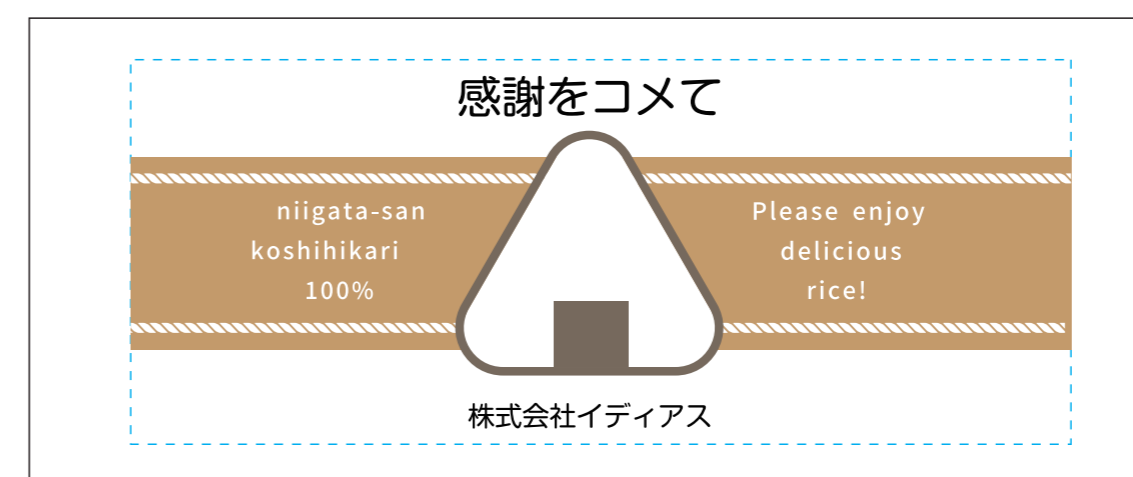 感謝をコメて
niigata-san
koshihikari
100%
Please enjoy
delicious
rice!
株式会社イディアス